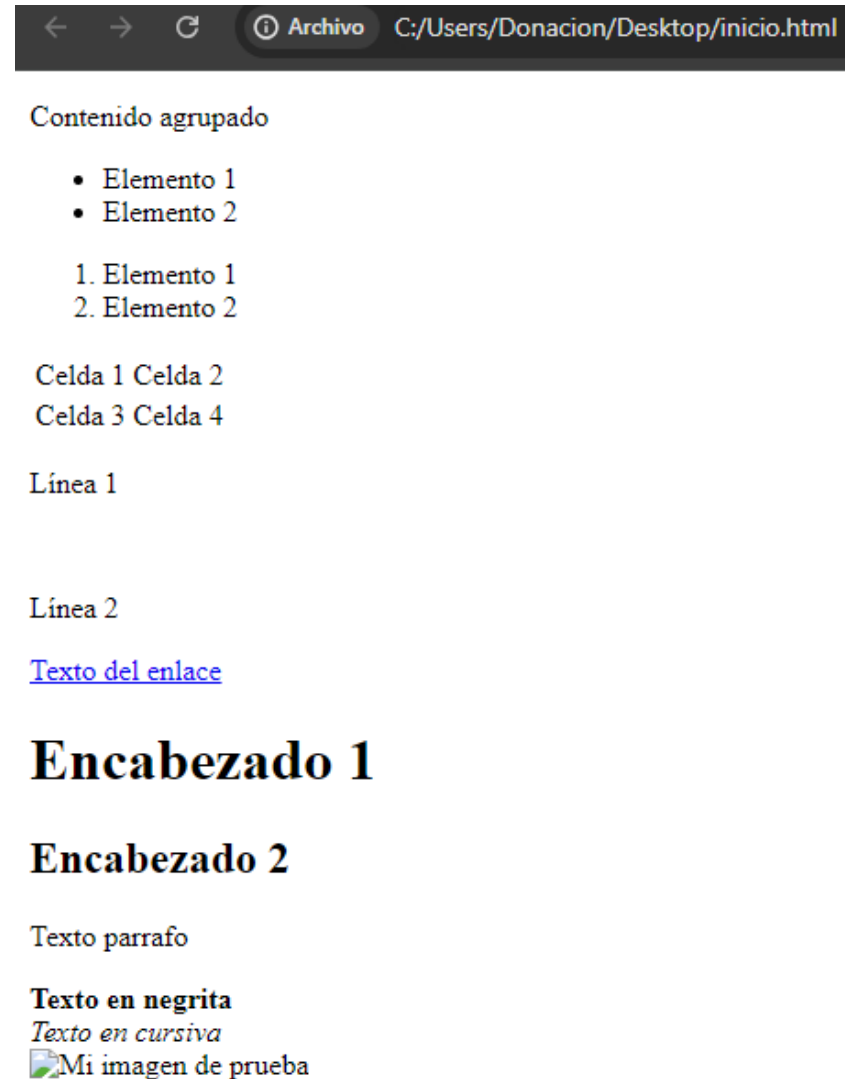 Archivo C:/Users/Donacion/Desktop/inicio.html
Contenido agrupado
• Elemento 1
• Elemento 2
1. Elemento 1
2. Elemento 2
Celda 1 Celda 2
Celda 3 Celda 4
Línea 1
Línea 2
Texto del enlace
Encabezado 1
Encabezado 2
Texto parrafo
Texto en negrita
Texto en cursiva
Mi imagen de prueba